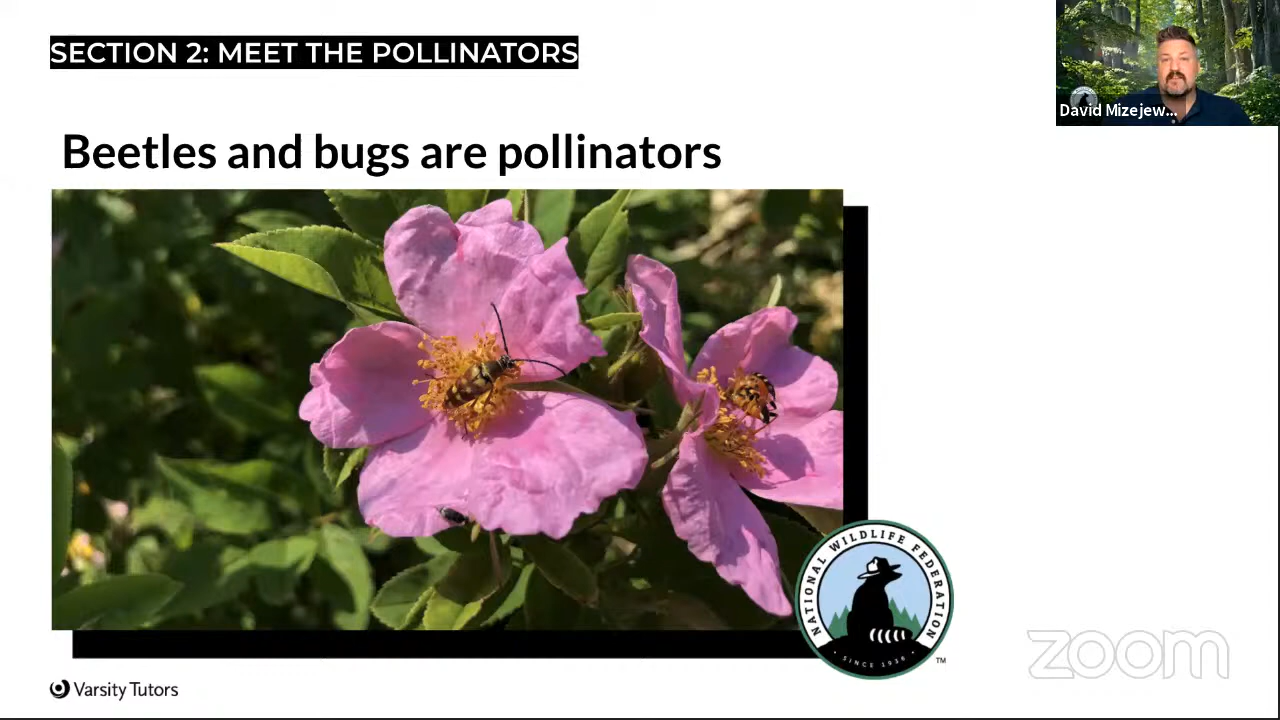 SECTION 2: MEET THE POLLINATORS
David Mizejew...
Beetles and bugs are pollinators
NATIONAL WILDLIFE FEDERATION
• SINCE 1936 •
TM
Varsity Tutors
zoom